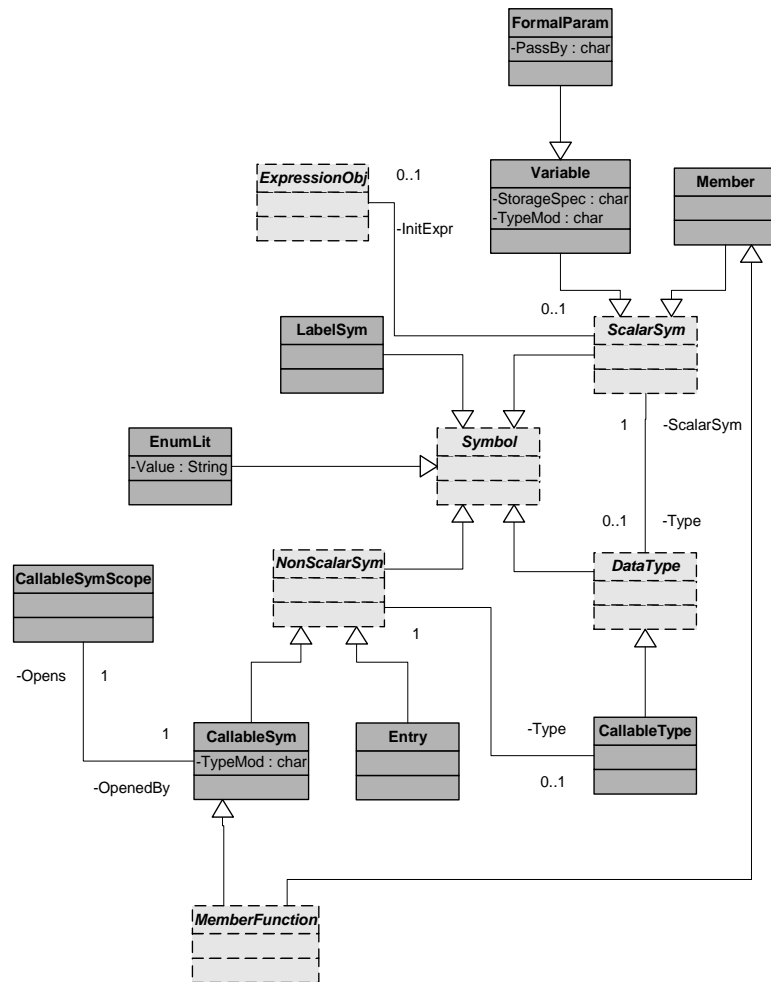 FormalParam
-PassBy : char
ExpressionObj
0..1
-InitExpr
Variable
-StorageSpec : char
-TypeMod : char
Member
0..1
ScalarSym
LabelSym
1
-ScalarSym
EnumLit
-Value : String
Symbol
0..1
-Type
CallableSymScope
NonScalarSym
DataType
1
-Opens
1
1
-OpenedBy
CallableSym
-TypeMod : char
Entry
-Type
0..1
CallableType
MemberFunction